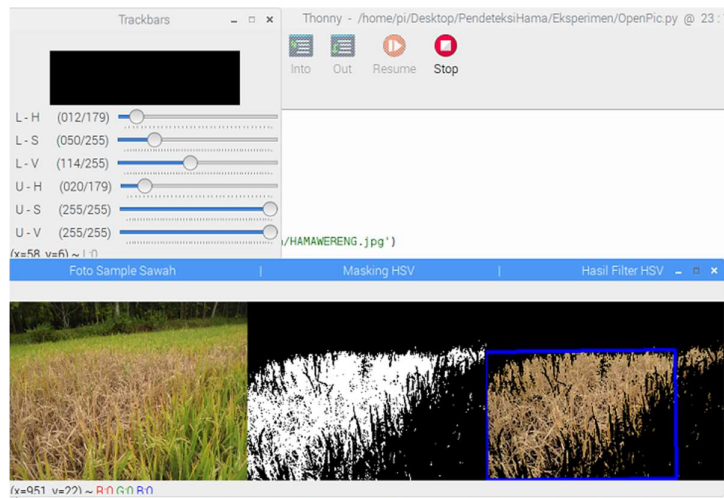 Trackbars
Thonny - /home/pi/Desktop/PendeteksiHama/Eksperimen/OpenPic.py @ 23 :
Into Out Resume Stop
L - H (012/179)
L - S (050/255)
L - V (114/255)
U - H (020/179)
U - S (255/255)
U - V (255/255)
/HAMAWERENG.jpg')
(x=58, y=6) ~ L:0
Foto Sample Sawah | Masking HSV | Hasil Filter HSV
(x=951, y=22) ~ R:0 G:0 B:0